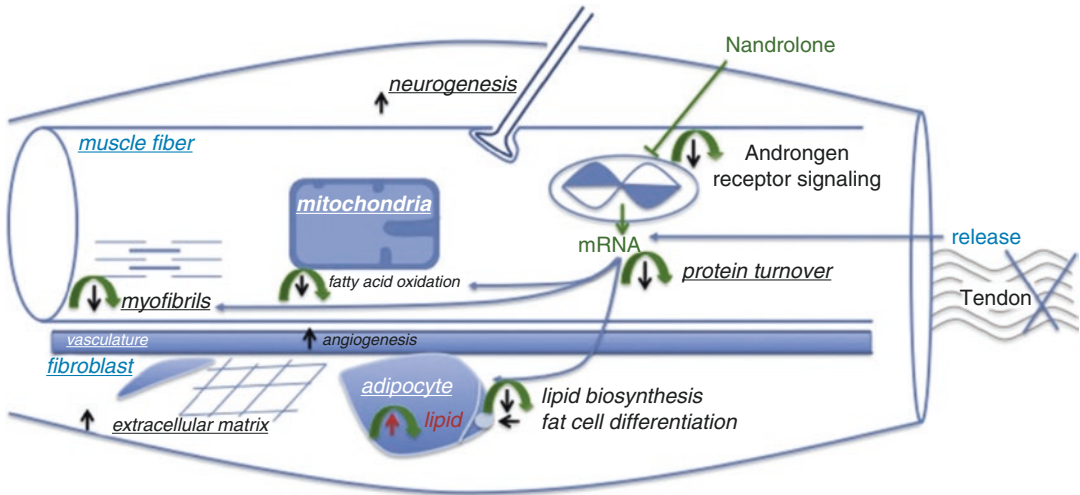 Nandrolone
neurogenesis
muscle fiber
Androngen
receptor signaling
mitochondria
mRNA
release
protein turnover
fatty acid oxidation
myofibrils
Tendon
vasculature
angiogenesis
fibroblast
adipocyte
lipid biosynthesis
lipid
fat cell differentiation
extracellular matrix